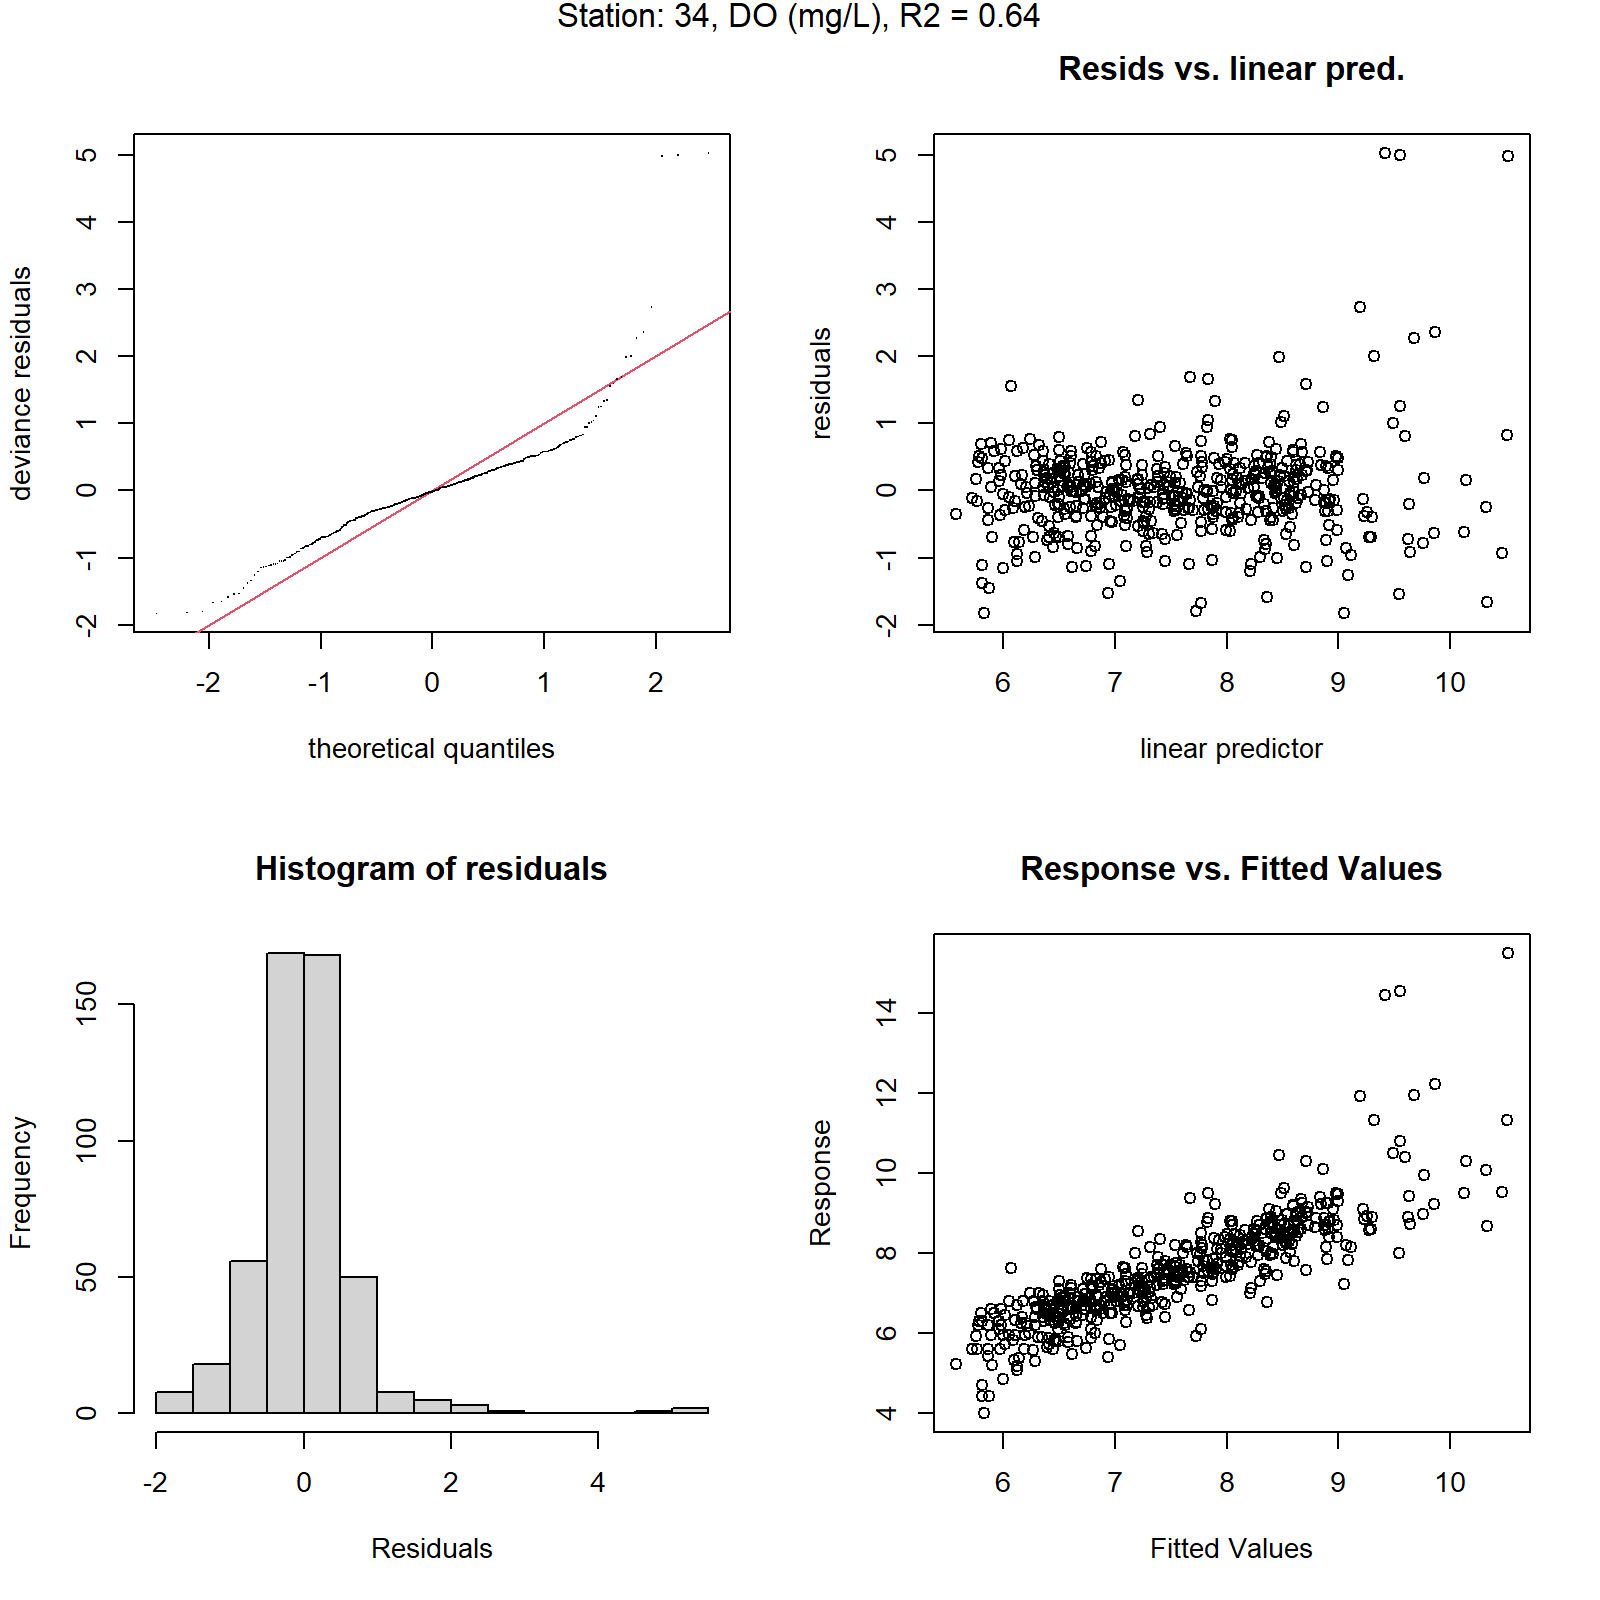 Station: 34, DO (mg/L), R2 = 0.64
deviance residuals
5
4
3
2
1
0
-1
-2
-2 -1 0 1 2
theoretical quantiles
Resids vs. linear pred.
residuals
5
4
3
2
1
0
-1
-2
6 7 8 9 10
linear predictor
Histogram of residuals
Frequency
150
100
50
0
-2 0 2 4
Residuals
Response vs. Fitted Values
Response
14
12
10
8
6
4
6 7 8 9 10
Fitted Values